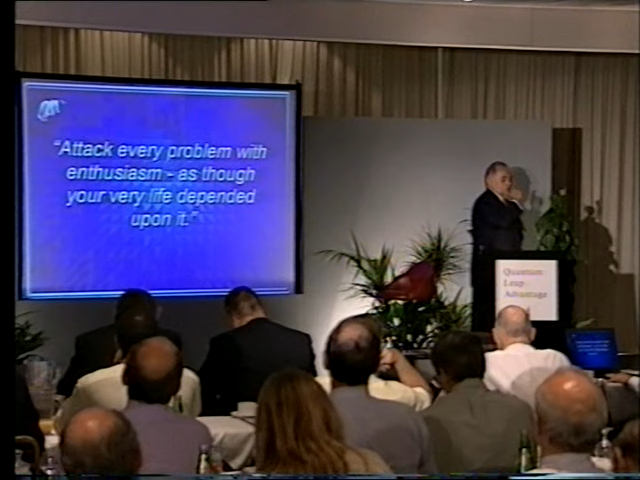 "Attack every problem with
enthusiasm - as though
your very life depended
upon it."
Quantum
Leap
Advantage